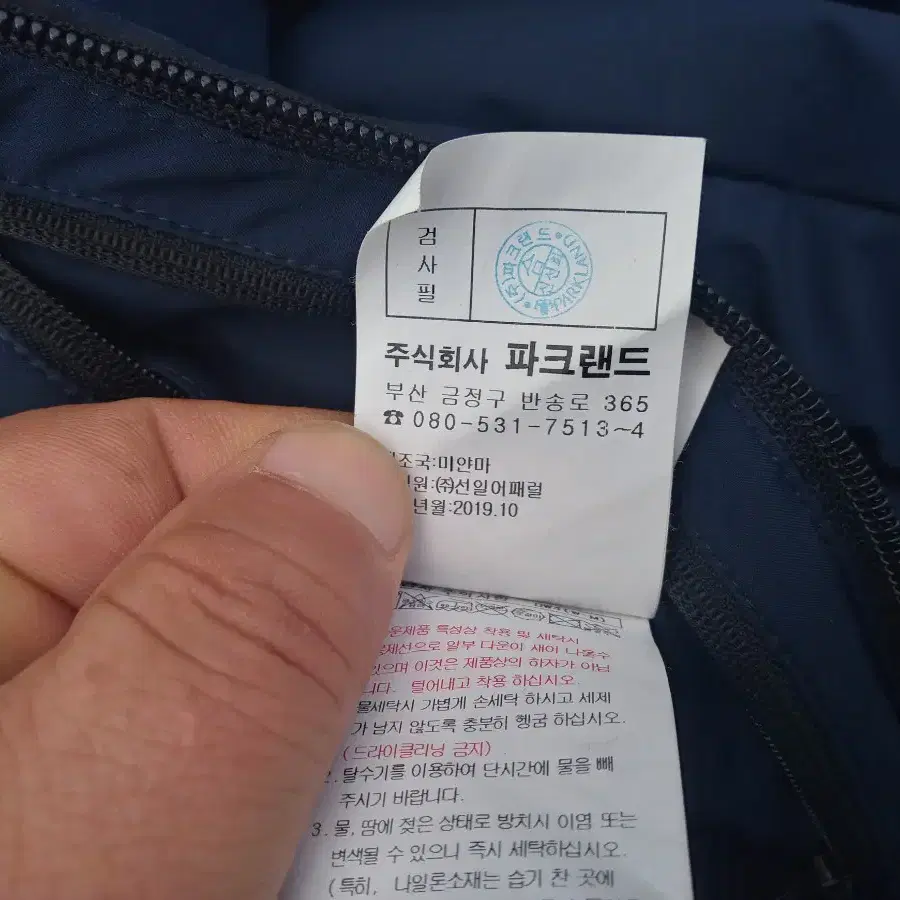 검사필
(주)파크랜드
PARKLAND
주식회사 파크랜드
부산 금정구 반송로 365
☎ 080-531-7513~4
조국:미얀마
원:㈜선일어패럴
년월:2019.10
운제품 특성상 착용 및 세탁시
제선으로 일부 다운이 새어 나올수
있으며 이것은 제품상의 하자가 아닙
니다. 털어내고 착용 하십시오.
물세탁시 가볍게 손세탁 하시고 세제
가 남지 않도록 충분히 헹굼 하십시오.
(드라이클리닝 금지)
2. 탈수기를 이용하여 단시간에 물을 빼
주시기 바랍니다.
3. 물, 땀에 젖은 상태로 방치시 이염 또는
변색될 수 있으니 즉시 세탁하십시오.
(특히, 나일론소재는 습기 찬 곳에